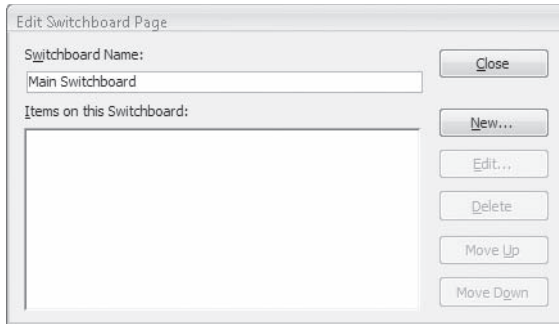 Edit Switchboard Page
Switchboard Name:
Close
Main Switchboard
Items on this Switchboard:
New...
Edit...
Delete
Move Up
Move Down